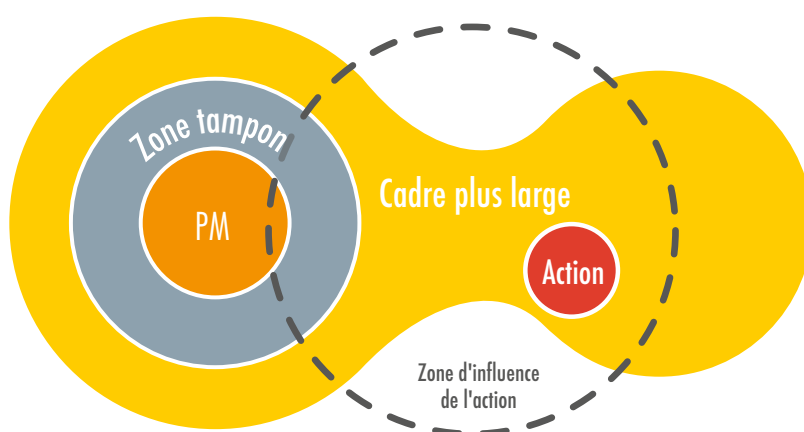 Zone tampon
PM
Cadre plus large
Action
Zone d'influence
de l'action